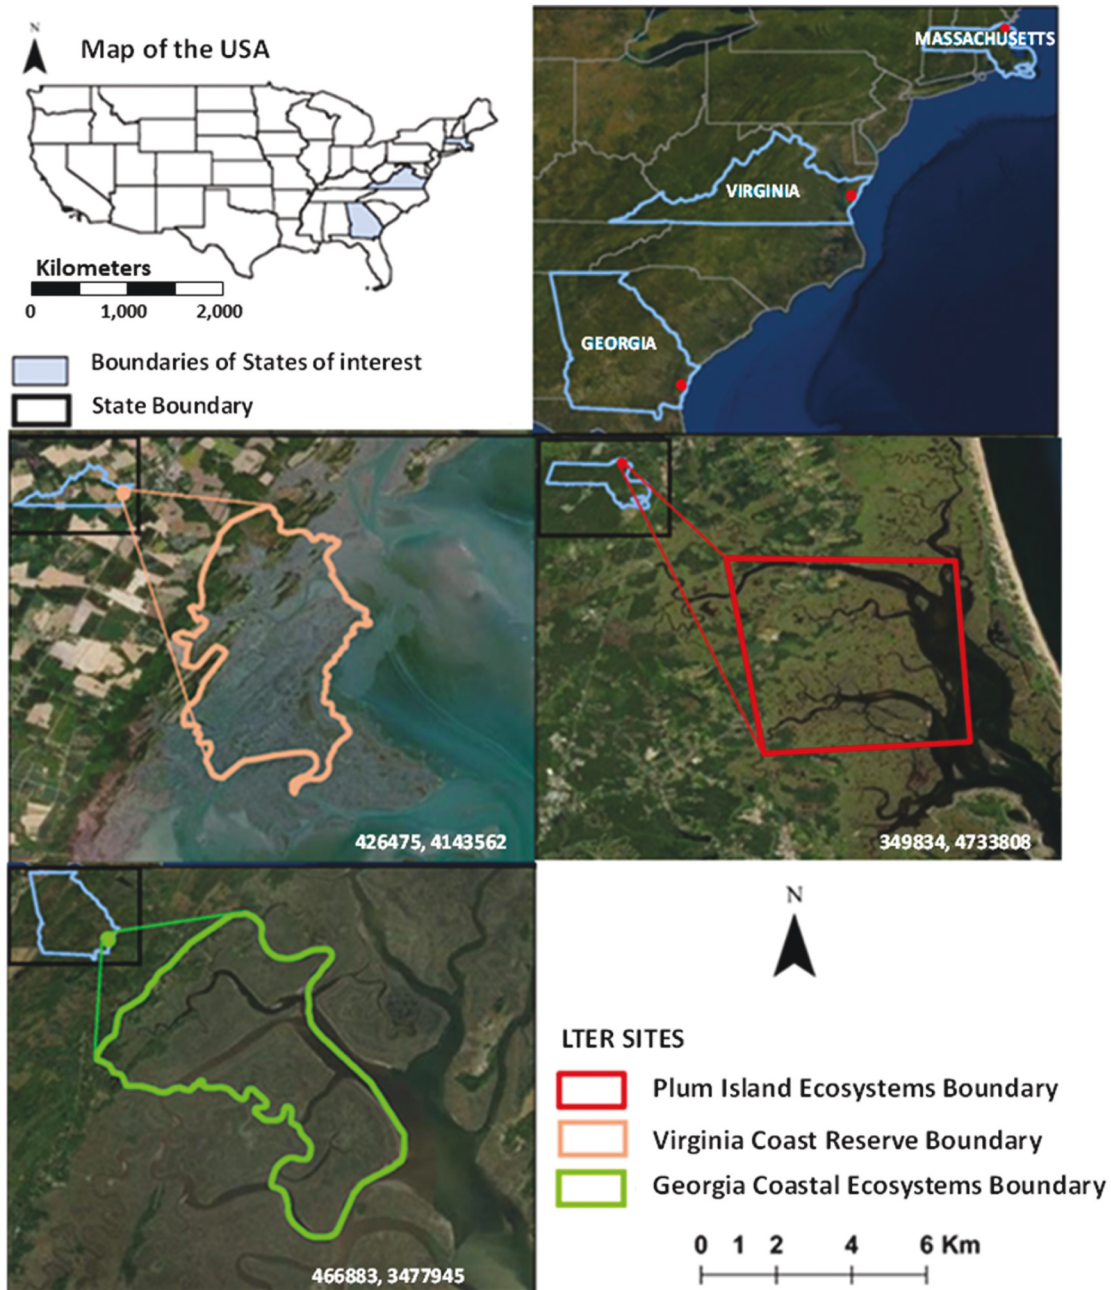 N
Map of the USA
Kilometers
0 1,000 2,000
Boundaries of States of interest
State Boundary
MASSACHUSETTS
VIRGINIA
GEORGIA
426475, 4143562
349834, 4733808
466883, 3477945
N
LTER SITES
Plum Island Ecosystems Boundary
Virginia Coast Reserve Boundary
Georgia Coastal Ecosystems Boundary
0 1 2 4 6 Km